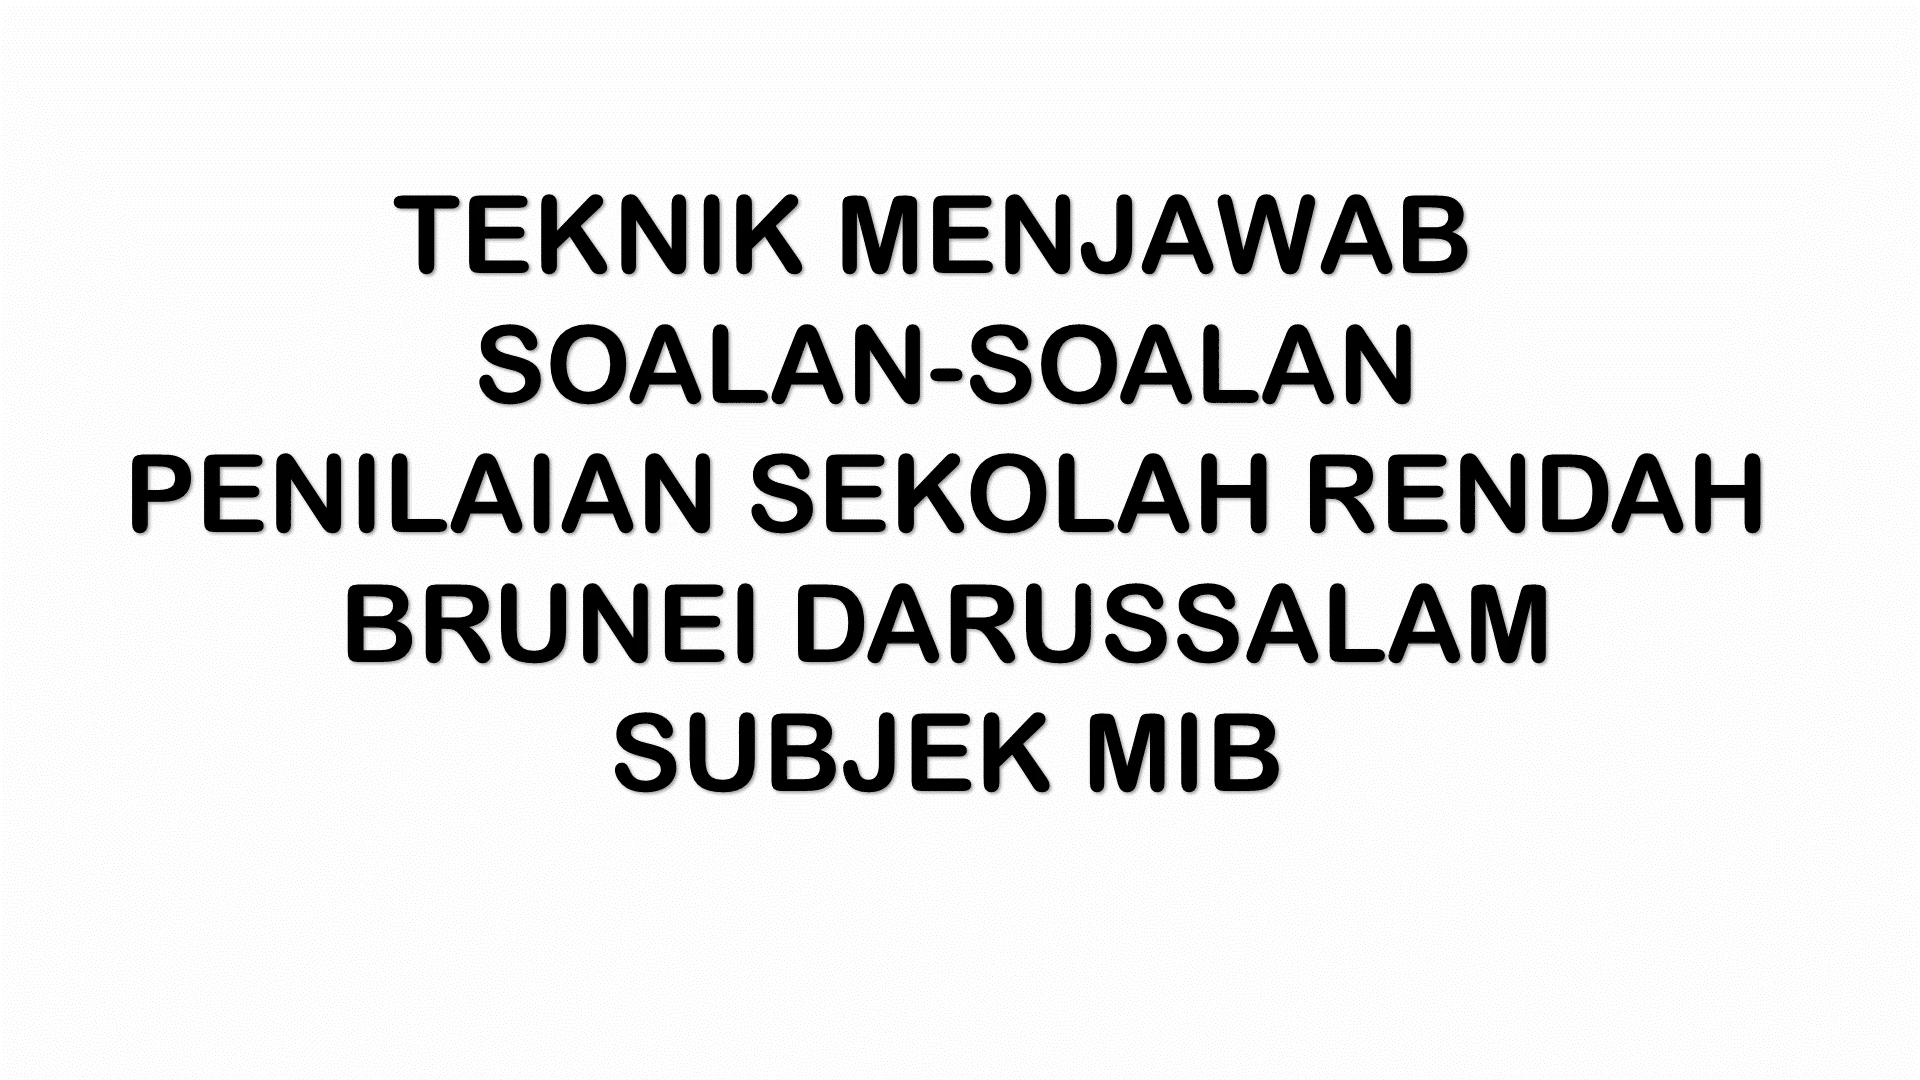 TEKNIK MENJAWAB
SOALAN-SOALAN
PENILAIAN SEKOLAH RENDAH
BRUNEI DARUSSALAM
SUBJEK MIB